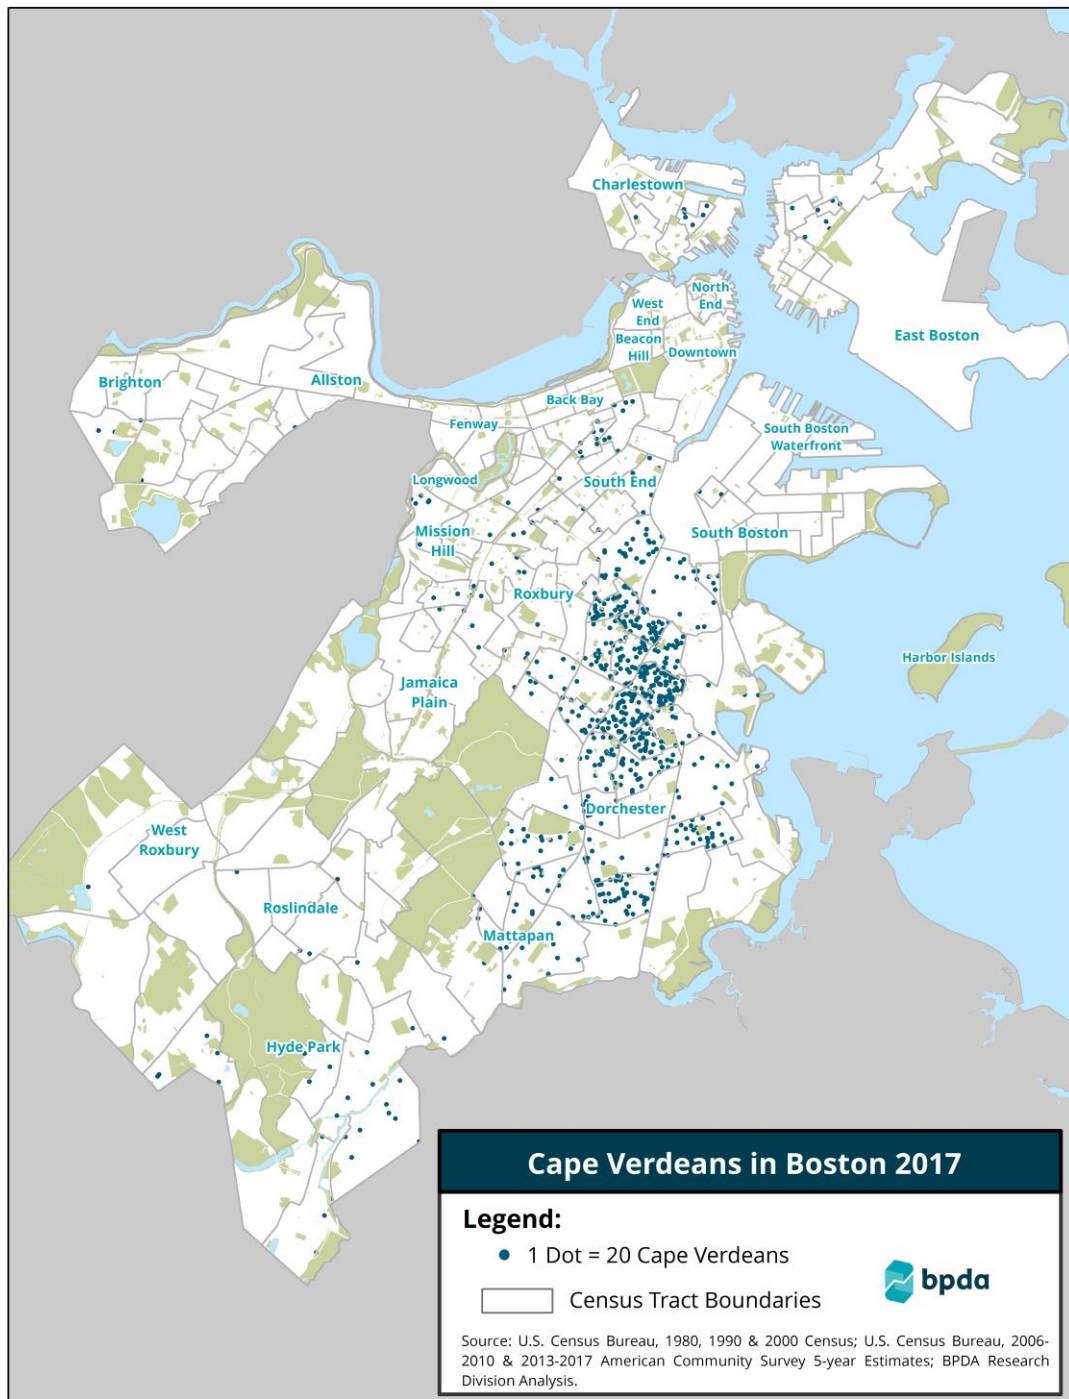 Charlestown
North
End
West
End
Beacon
Hill
Downtown
East Boston
Brighton
Allston
Back Bay
Fenway
South Boston
Waterfront
Longwood
South End
Mission
Hill
South Boston
Roxbury
Harbor Islands
Jamaica
Plain
Dorchester
West
Roxbury
Roslindale
Mattapan
Hyde Park
Cape Verdeans in Boston 2017
Legend:
1 Dot = 20 Cape Verdeans
bpda
Census Tract Boundaries
Source: U.S. Census Bureau, 1980, 1990 & 2000 Census; U.S. Census Bureau, 2006-
2010 & 2013-2017 American Community Survey 5-year Estimates; BPDA Research
Division Analysis.